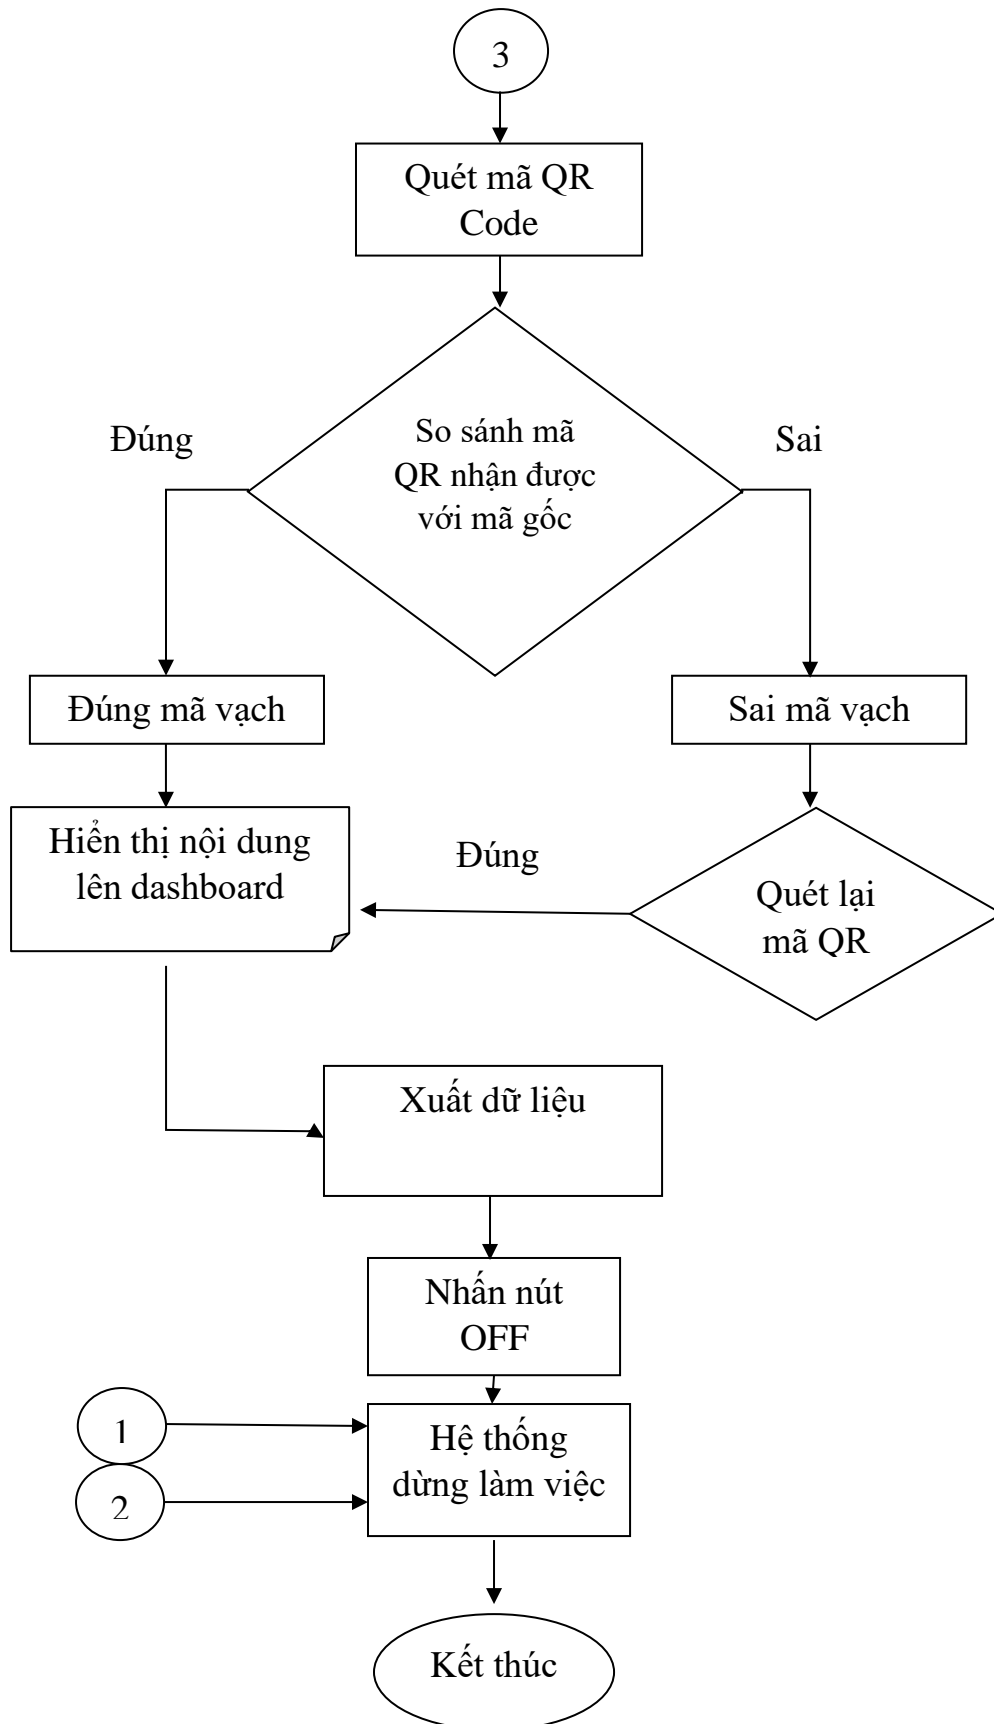 3
Quét mã QR
Code
Đúng
So sánh mã
QR nhận được
với mã gốc
Sai
Đúng mã vạch
Sai mã vạch
Hiển thị nội dung
lên dashboard
Đúng
Quét lại
mã QR
Xuất dữ liệu
Nhấn nút
OFF
1
Hệ thống
dừng làm việc
2
Kết thúc